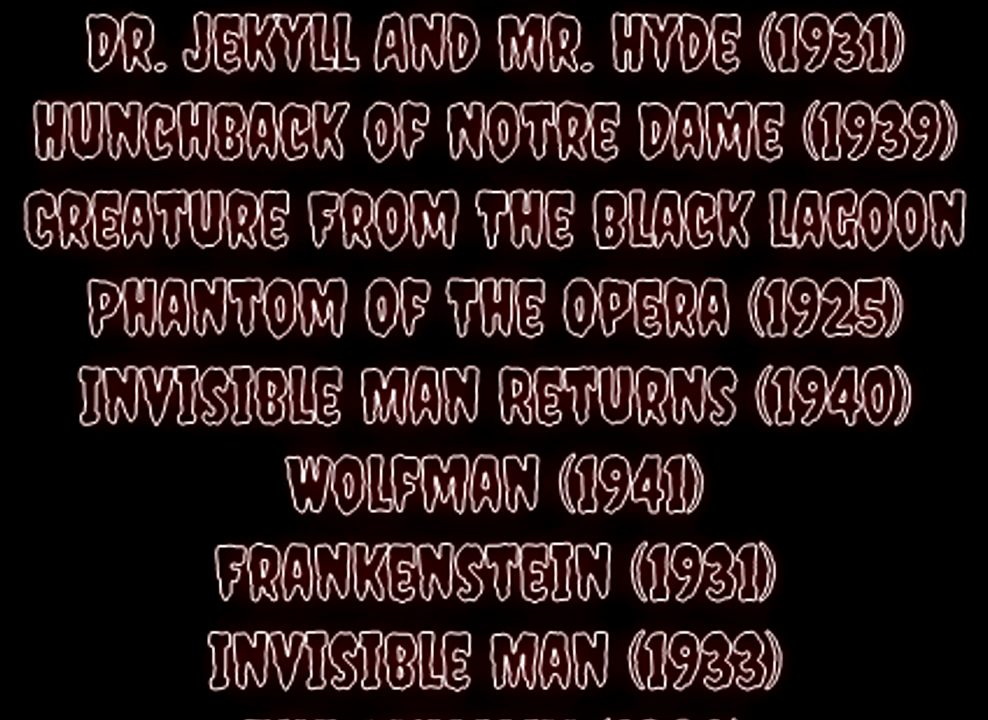 DR. JEKYLL AND MR. HYDE (1931)
HUNCHBACK OF NOTRE DAME (1939)
CREATURE FROM THE BLACK LAGOON
PHANTOM OF THE OPERA (1925)
INVISIBLE MAN RETURNS (1940)
WOLFMAN (1941)
FRANKENSTEIN (1931)
INVISIBLE MAN (1933)